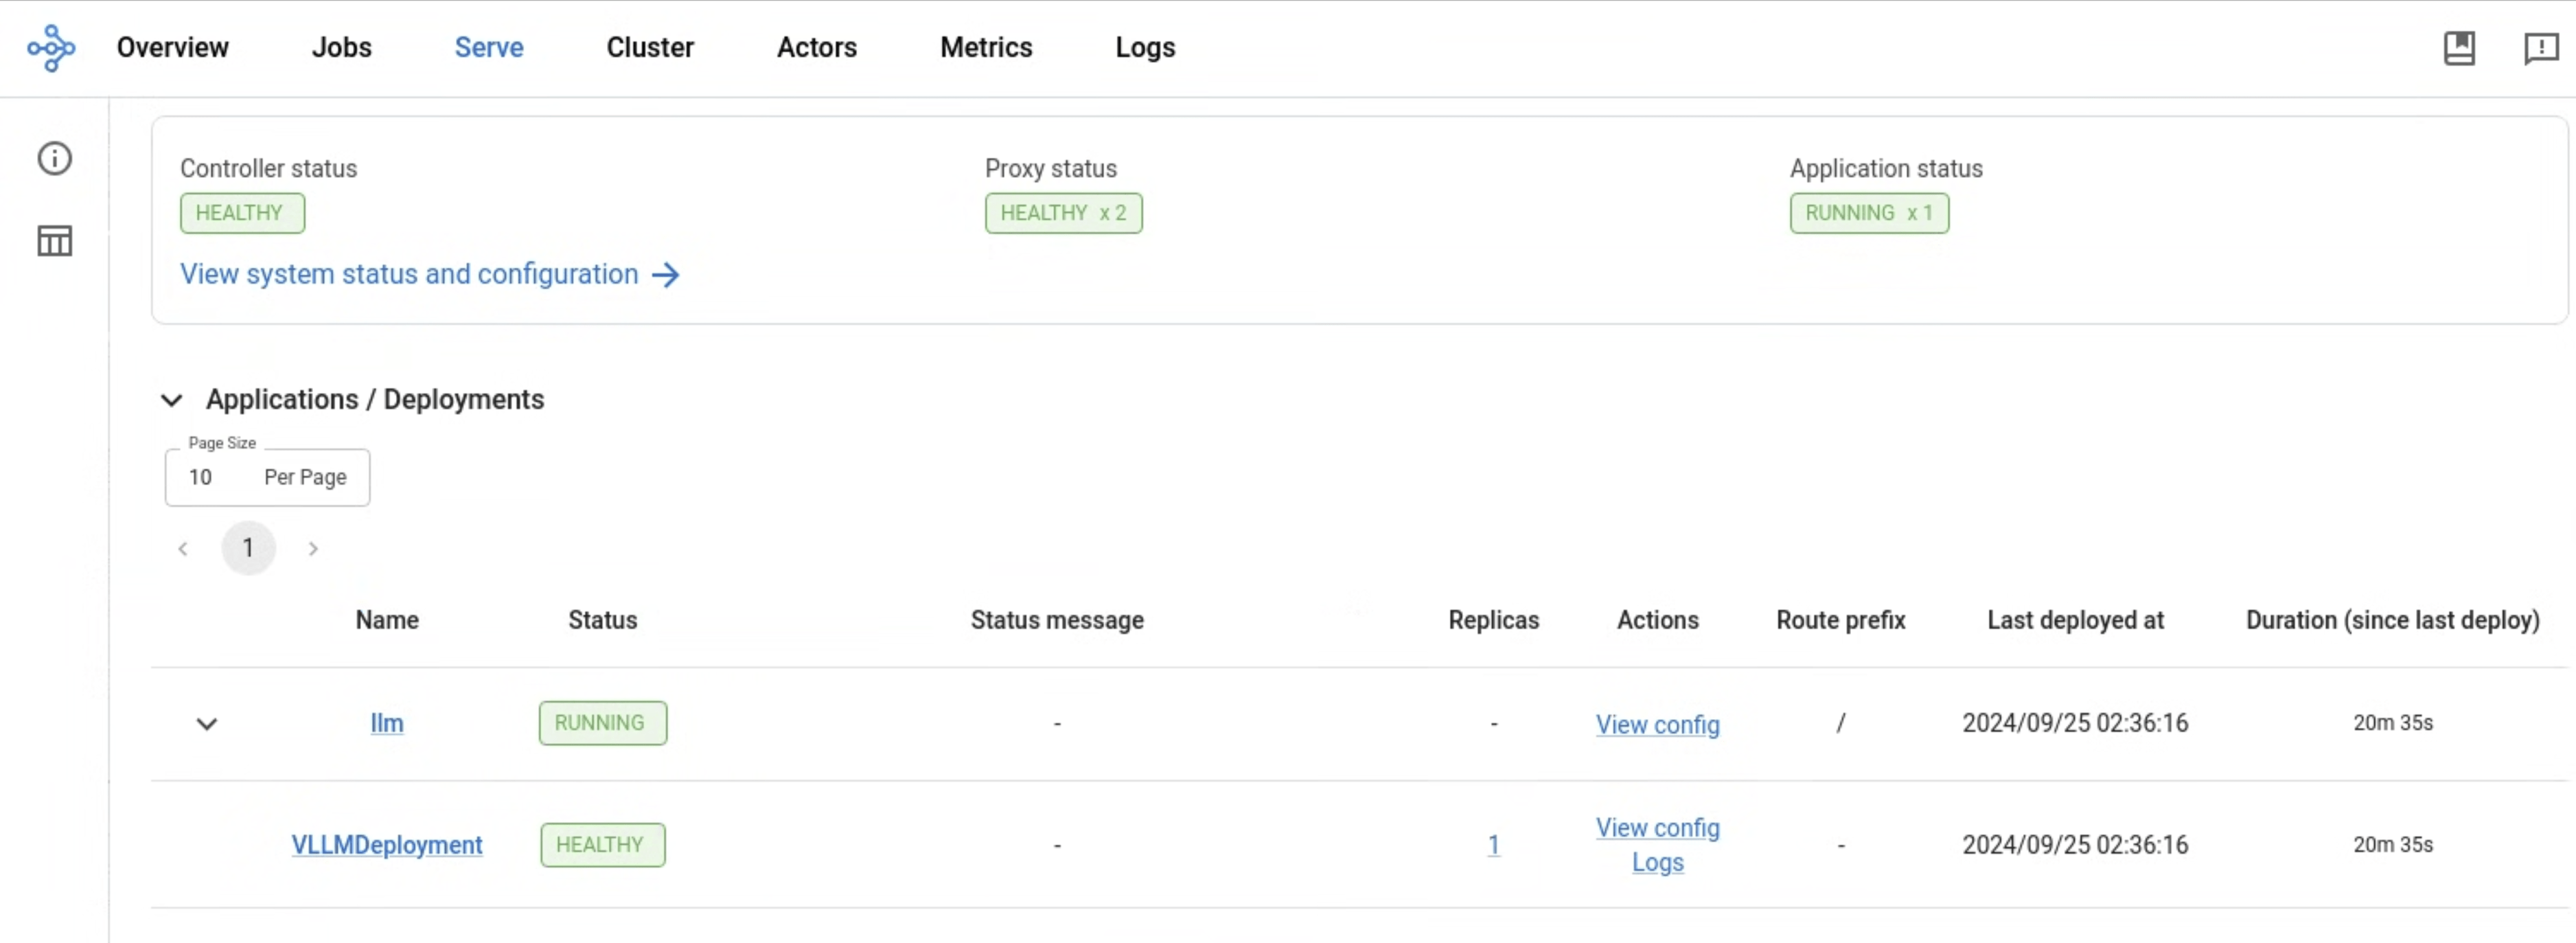 Overview Jobs Serve Cluster Actors Metrics Logs
Controller status Proxy status Application status
HEALTHY HEALTHY x 2 RUNNING x 1
View system status and configuration →
Applications / Deployments
Page Size
10 Per Page
< 1 >
Name Status Status message Replicas Actions Route prefix Last deployed at Duration (since last deploy)
llm RUNNING - - View config / 2024/09/25 02:36:16 20m 35s
VLLMDeployment HEALTHY - 1 View config - 2024/09/25 02:36:16 20m 35s
Logs